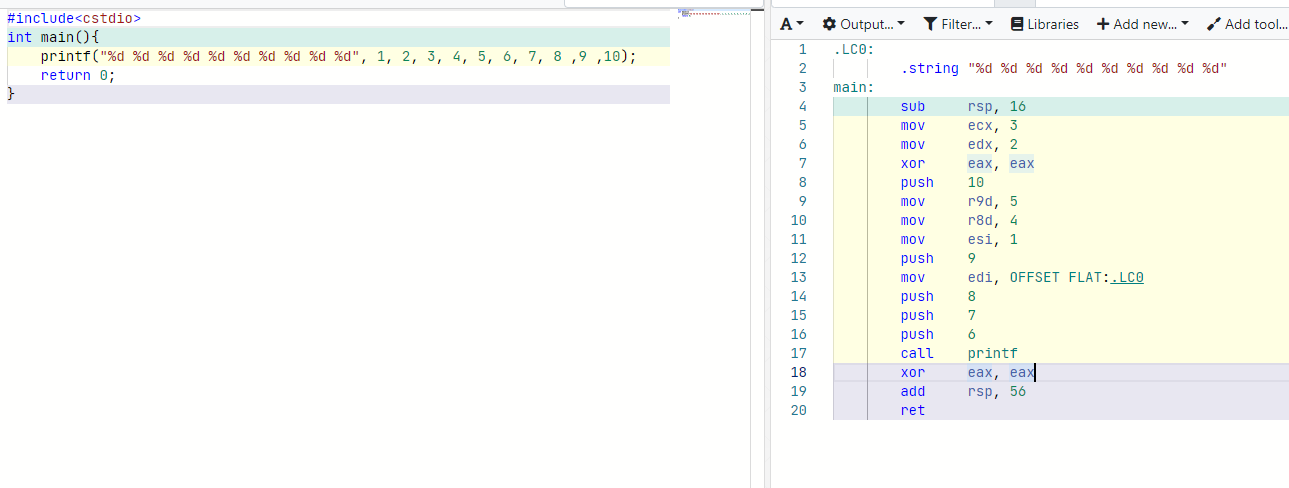 #include<cstdio>
int main(){
    printf("%d %d %d %d %d %d %d %d %d %d", 1, 2, 3, 4, 5, 6, 7, 8 ,9 ,10);
    return 0;
}
A Output... Filter... Libraries Add new... Add tool...
1 .LC0:
2 .string "%d %d %d %d %d %d %d %d %d %d"
3 main:
4 sub rsp, 16
5 mov ecx, 3
6 mov edx, 2
7 xor eax, eax
8 push 10
9 mov r9d, 5
10 mov r8d, 4
11 mov esi, 1
12 push 9
13 mov edi, OFFSET FLAT:.LC0
14 push 8
15 push 7
16 push 6
17 call printf
18 xor eax, eax
19 add rsp, 56
20 ret